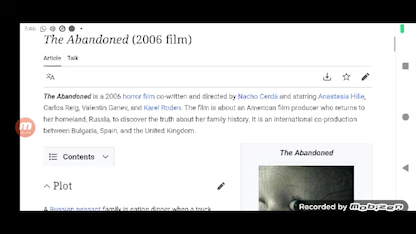 7:46
The Abandoned (2006 film)
Article Talk
The Abandoned is a 2006 horror film co-written and directed by Nacho Cerdà and starring Anastasia Hille,
Carlos Reig, Valentin Ganev, and Karel Roden. The film is about an American film producer who returns to
her homeland, Russia, to discover the truth about her family history. It is an international co-production
between Bulgaria, Spain, and the United Kingdom.
Contents
The Abandoned
Plot
A Russian peasant family is eating dinner when a truck
Recorded by Mobizen